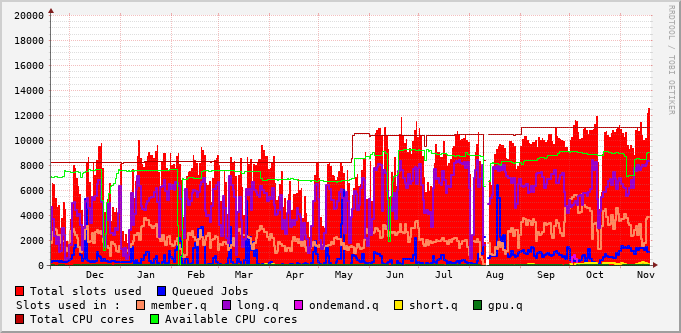 20000
18000
16000
14000
12000
10000
8000
6000
4000
2000
0
Dec Jan Feb Mar Apr May Jun Jul Aug Sep Oct Nov
RRDTOOL / TOBI OETIKER
Total slots used Queued Jobs
Slots used in : member.q long.q ondemand.q short.q gpu.q
Total CPU cores Available CPU cores